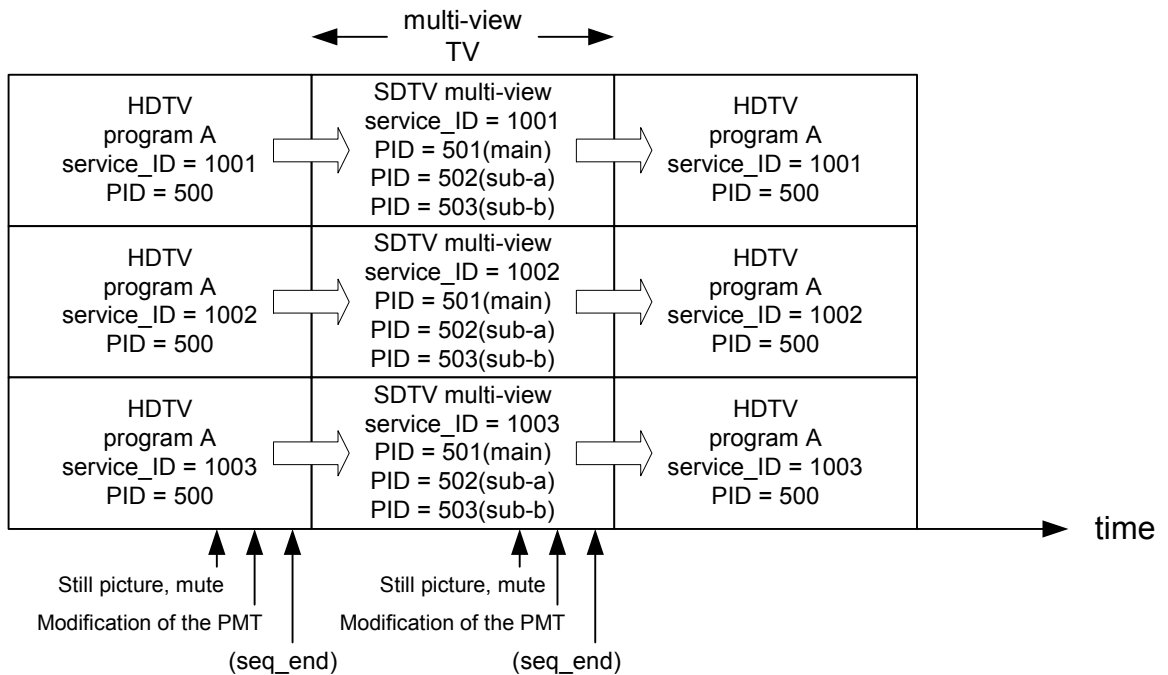 multi-view
TV
HDTV
program A
service_ID = 1001
PID = 500
SDTV multi-view
service_ID = 1001
PID = 501(main)
PID = 502(sub-a)
PID = 503(sub-b)
HDTV
program A
service_ID = 1001
PID = 500
HDTV
program A
service_ID = 1002
PID = 500
SDTV multi-view
service_ID = 1002
PID = 501(main)
PID = 502(sub-a)
PID = 503(sub-b)
HDTV
program A
service_ID = 1002
PID = 500
HDTV
program A
service_ID = 1003
PID = 500
SDTV multi-view
service_ID = 1003
PID = 501(main)
PID = 502(sub-a)
PID = 503(sub-b)
HDTV
program A
service_ID = 1003
PID = 500
time
Still picture, mute
Modification of the PMT
(seq_end)
Still picture, mute
Modification of the PMT
(seq_end)